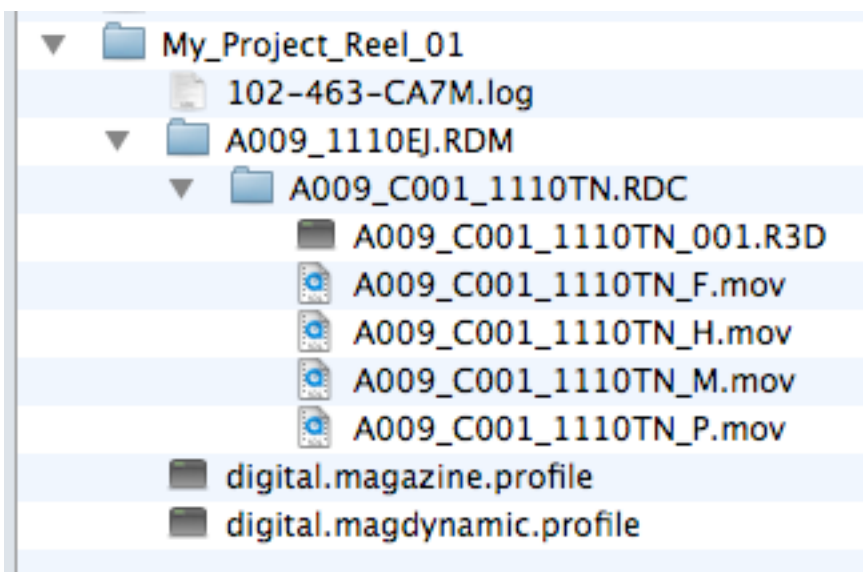 My_Project_Reel_01
102-463-CA7M.log
A009_1110EJ.RDM
A009_C001_1110TN.RDC
A009_C001_1110TN_001.R3D
A009_C001_1110TN_F.mov
A009_C001_1110TN_H.mov
A009_C001_1110TN_M.mov
A009_C001_1110TN_P.mov
digital.magazine.profile
digital.magdynamic.profile